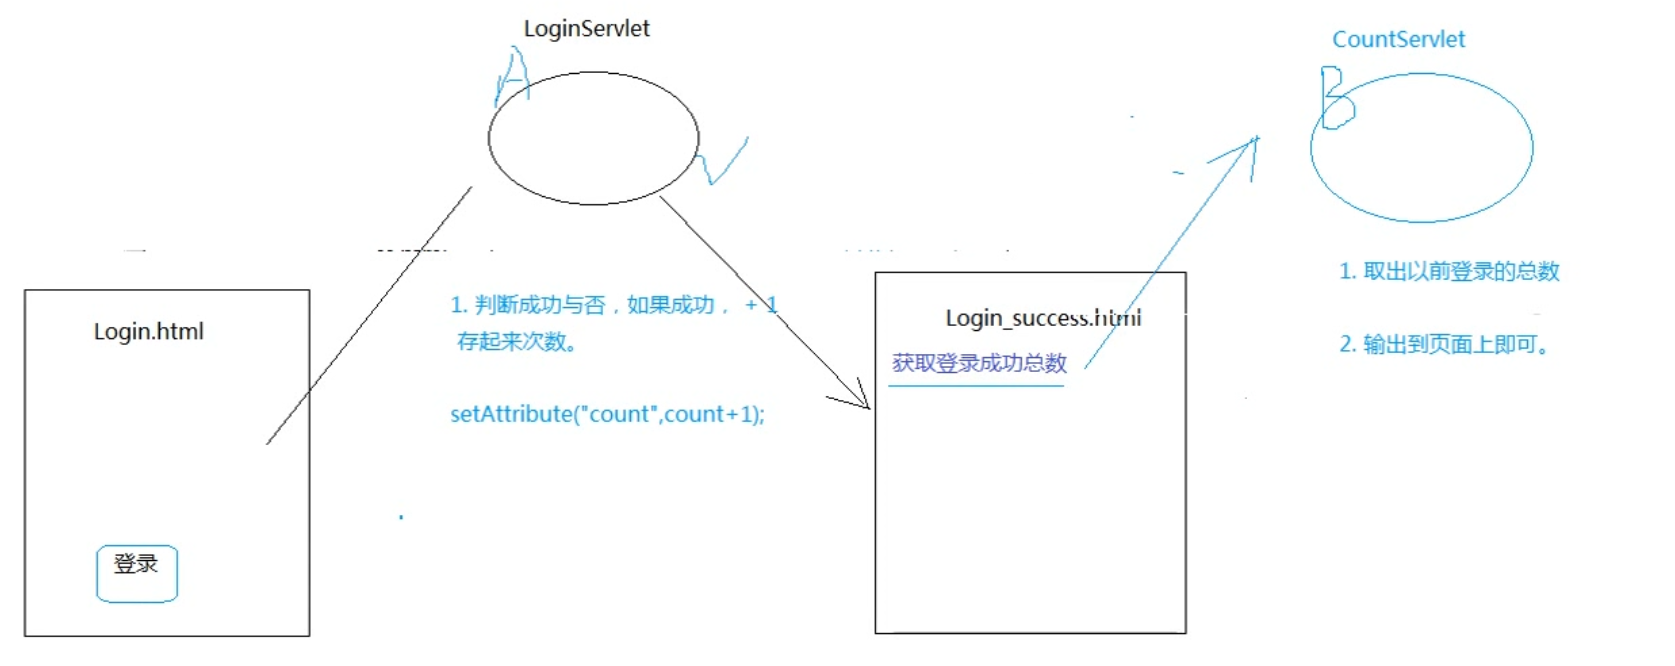 LoginServlet
CountServlet
A
B
Login.html
1. 判断成功与否，如果成功， + 1
存起来次数。
setAttribute("count",count+1);
登录
Login_success.html
获取登录成功总数
1. 取出以前登录的总数
2. 输出到页面上即可。